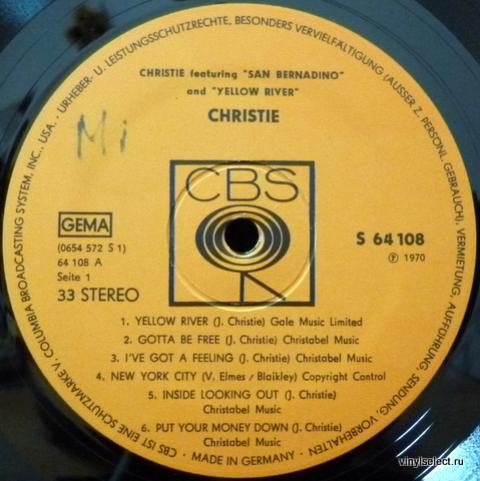 URHEBER- U. LEISTUNGSSCHUTZRECHTE, BESONDERS VERVIELFÄLTIGUNG (AUSSER Z. PERSÖNL. GEBRAUCH), VERMIETUNG, AUFFÜHRUNG, SENDUNG, VORBEHALTEN
CBS IST EINE SCHUTZMARKE V. COLUMBIA BROADCASTING SYSTEM, INC., USA.
CHRISTIE featuring "SAN BERNADINO"
and "YELLOW RIVER"
CHRISTIE
Mi
CBS
GEMA
(0654 572 S 1)
64 108 A
Seite 1
33 STEREO
S 64 108
Ⓟ 1970
1. YELLOW RIVER (J. Christie) Gale Music Limited
2. GOTTA BE FREE (J. Christie) Christabel Music
3. I'VE GOT A FEELING (J. Christie) Christabel Music
4. NEW YORK CITY (V. Elmes / Blaikley) Copyright Control
5. INSIDE LOOKING OUT (J. Christie)
Christabel Music
6. PUT YOUR MONEY DOWN (J. Christie)
Christabel Music
• MADE IN GERMANY •
vinylselect.ru